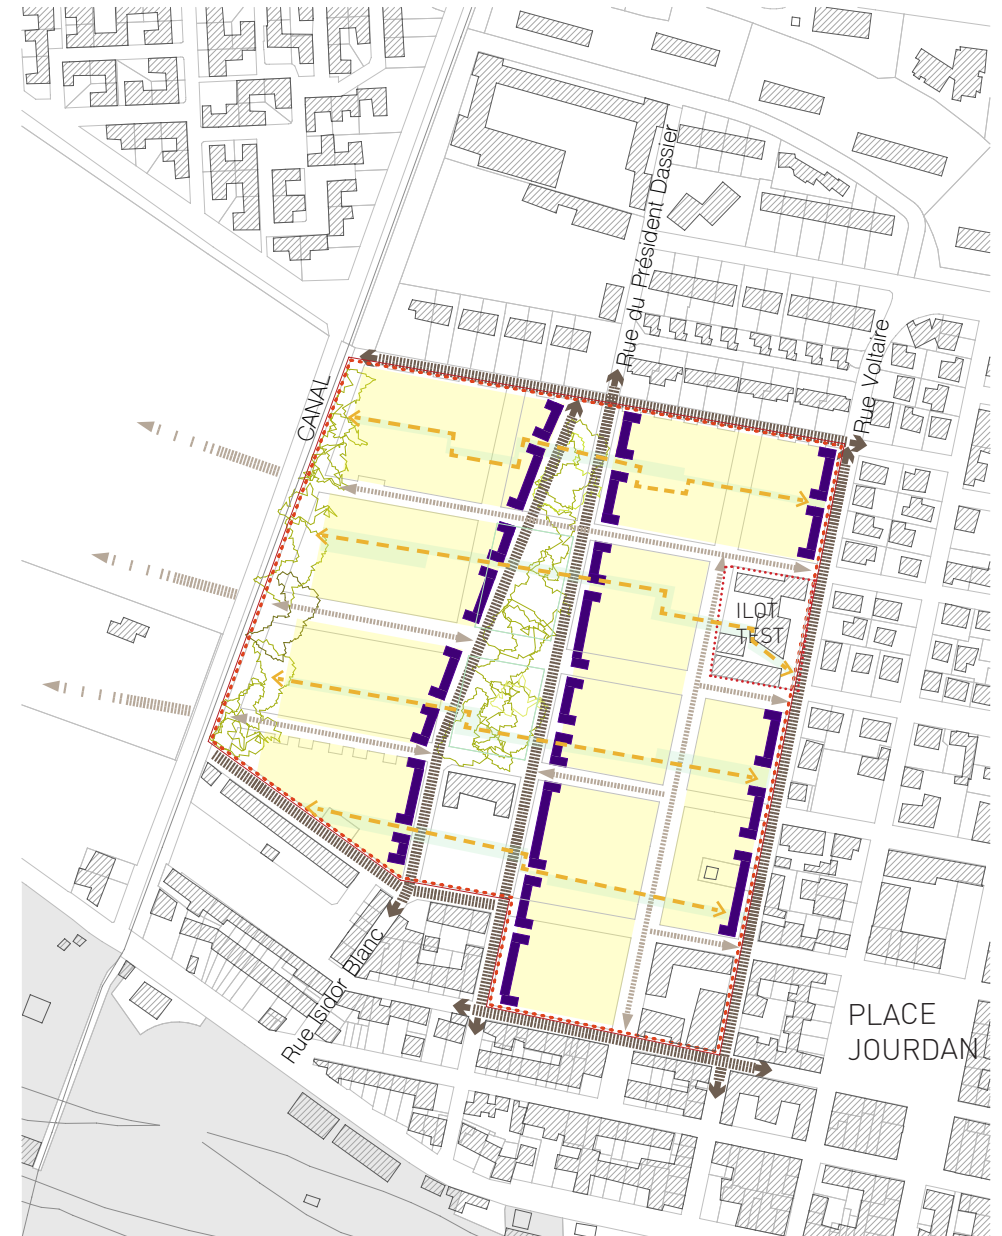 Rue du Président Dassier
Rue Voltaire
CANAL
ILOT
TEST
Rue Isidor Blanc
PLACE
JOURDAN